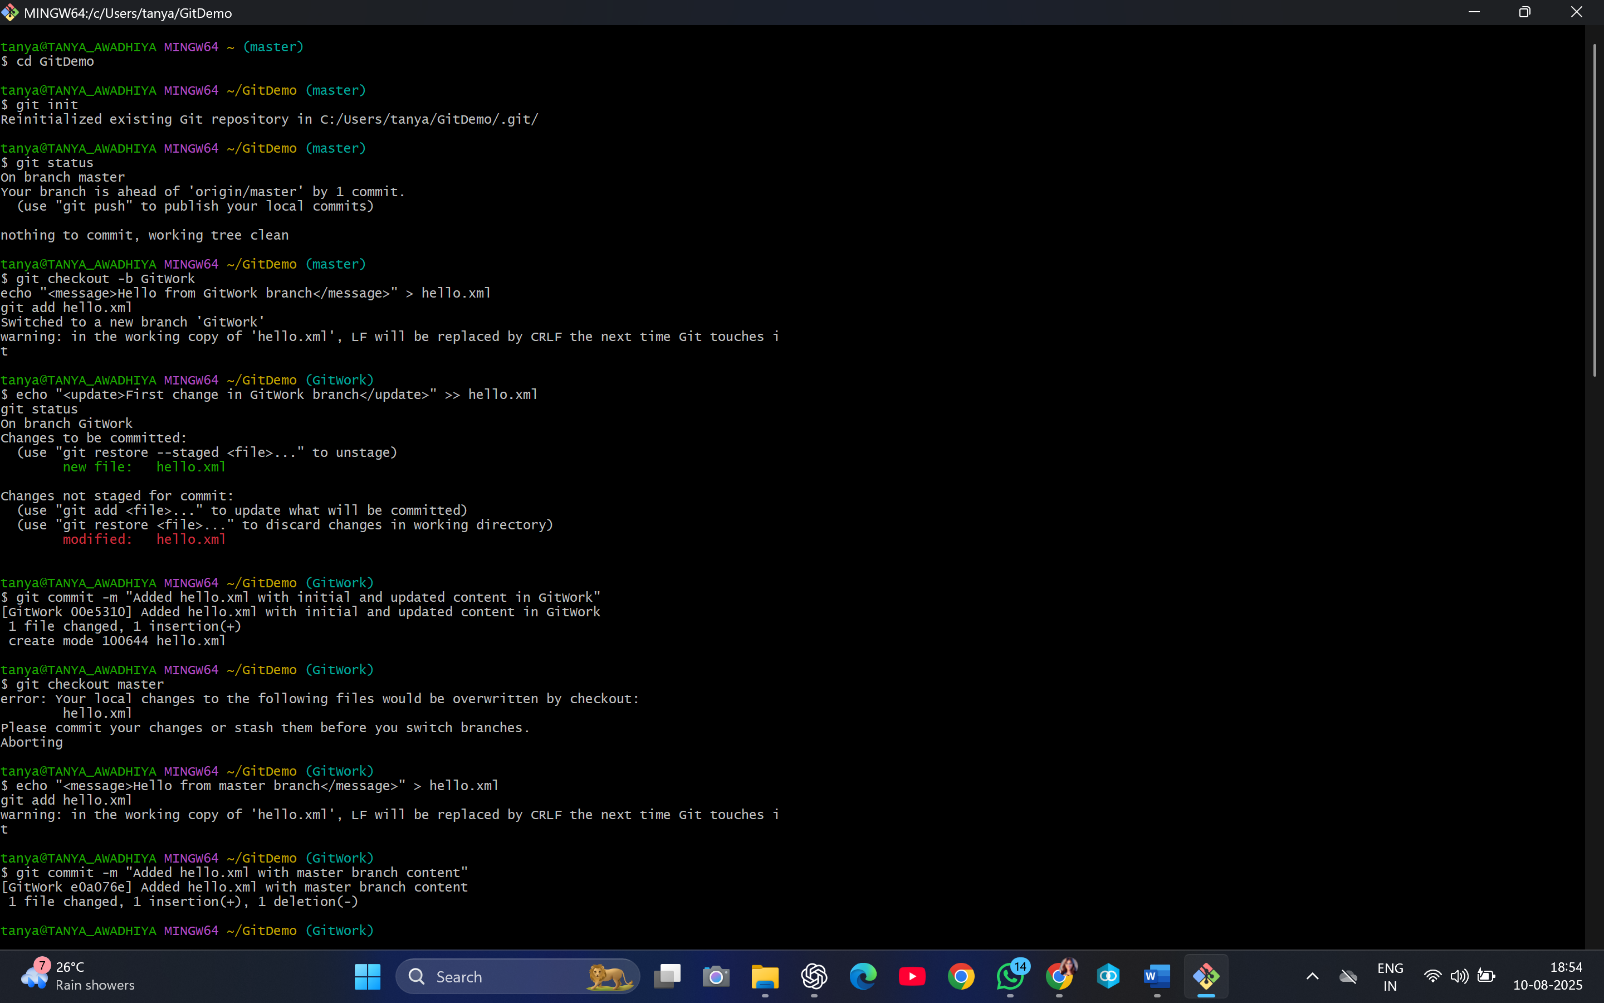 MINGW64:/c/Users/tanya/GitDemo
tanya@TANYA_AWADHIYA MINGW64 ~ (master)
$ cd GitDemo
tanya@TANYA_AWADHIYA MINGW64 ~/GitDemo (master)
$ git init
Reinitialized existing Git repository in C:/Users/tanya/GitDemo/.git/
tanya@TANYA_AWADHIYA MINGW64 ~/GitDemo (master)
$ git status
On branch master
Your branch is ahead of 'origin/master' by 1 commit.
  (use "git push" to publish your local commits)
nothing to commit, working tree clean
tanya@TANYA_AWADHIYA MINGW64 ~/GitDemo (master)
$ git checkout -b GitWork
echo "<message>Hello from GitWork branch</message>" > hello.xml
git add hello.xml
Switched to a new branch 'GitWork'
warning: in the working copy of 'hello.xml', LF will be replaced by CRLF the next time Git touches i
t
tanya@TANYA_AWADHIYA MINGW64 ~/GitDemo (GitWork)
$ echo "<update>First change in GitWork branch</update>" >> hello.xml
git status
On branch GitWork
Changes to be committed:
  (use "git restore --staged <file>..." to unstage)
        new file:   hello.xml
Changes not staged for commit:
  (use "git add <file>..." to update what will be committed)
  (use "git restore <file>..." to discard changes in working directory)
        modified:   hello.xml
tanya@TANYA_AWADHIYA MINGW64 ~/GitDemo (GitWork)
$ git commit -m "Added hello.xml with initial and updated content in GitWork"
[GitWork 00e5310] Added hello.xml with initial and updated content in GitWork
 1 file changed, 1 insertion(+)
 create mode 100644 hello.xml
tanya@TANYA_AWADHIYA MINGW64 ~/GitDemo (GitWork)
$ git checkout master
error: Your local changes to the following files would be overwritten by checkout:
        hello.xml
Please commit your changes or stash them before you switch branches.
Aborting
tanya@TANYA_AWADHIYA MINGW64 ~/GitDemo (GitWork)
$ echo "<message>Hello from master branch</message>" > hello.xml
git add hello.xml
warning: in the working copy of 'hello.xml', LF will be replaced by CRLF the next time Git touches i
t
tanya@TANYA_AWADHIYA MINGW64 ~/GitDemo (GitWork)
$ git commit -m "Added hello.xml with master branch content"
[GitWork e0a076e] Added hello.xml with master branch content
 1 file changed, 1 insertion(+), 1 deletion(-)
tanya@TANYA_AWADHIYA MINGW64 ~/GitDemo (GitWork)
7
26°C
Rain showers
Search
14
W
ENG
IN
18:54
10-08-2025